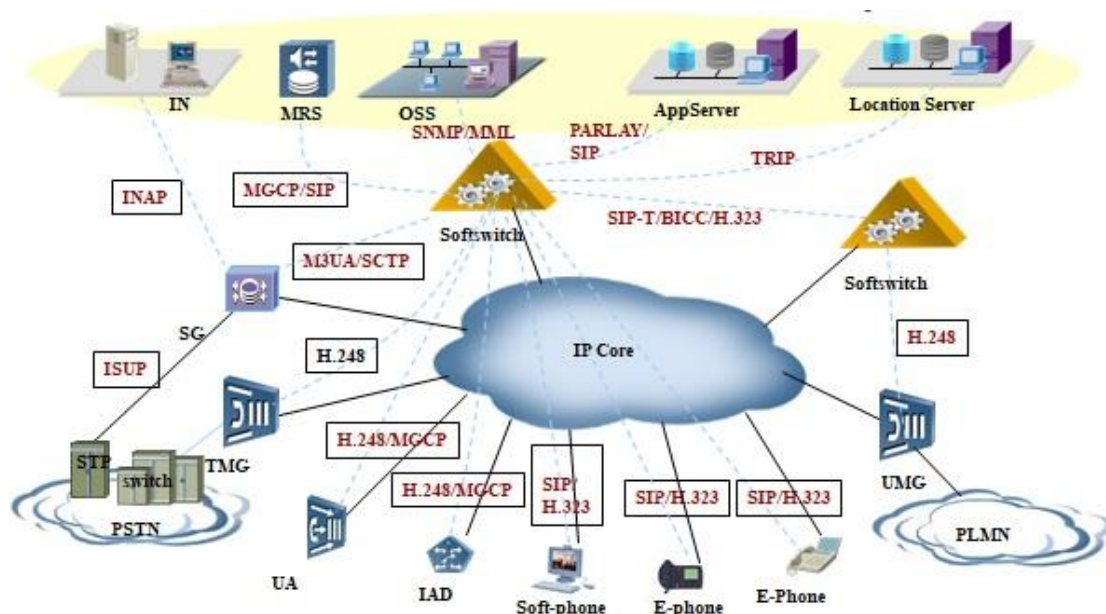 IN
MRS
OSS
AppServer
Location Server
SNMP/MML
PARLAY/
SIP
TRIP
INAP
MGCP/SIP
SIP-T/BICC/H.323
Softswitch
M3UA/SCTP
Softswitch
SG
IP Core
H.248
H.248
ISUP
H.248/MGCP
STP
switch
TMG
H.248/MGCP
SIP/
H.323
SIP/H.323
SIP/H.323
UMG
PSTN
PLMN
UA
IAD
Soft-phone
E-phone
E-Phone